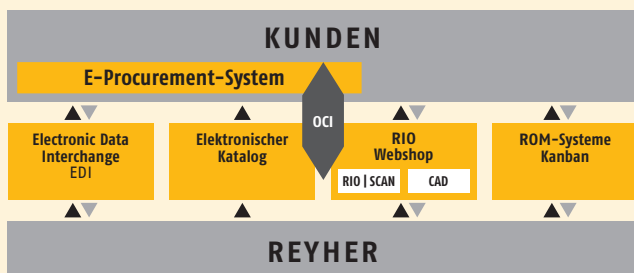 KUNDEN
E-Procurement-System
OCI
Electronic Data
Interchange
EDI
Elektronischer
Katalog
RIO
Webshop
RIO | SCAN
CAD
ROM-Systeme
Kanban
REYHER